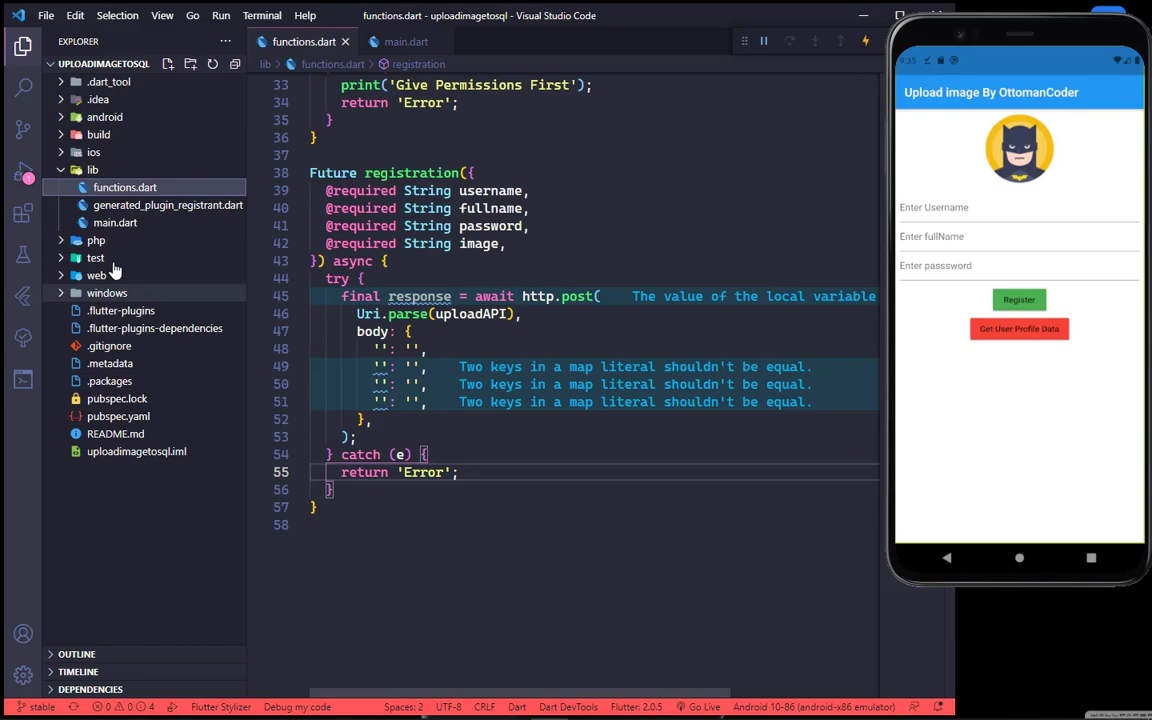 File Edit Selection View Go Run Terminal Help functions.dart - uploadimagetosql - Visual Studio Code
EXPLORER ...
UPLOADIMAGETOSQL
.dart_tool
.idea
android
build
ios
lib
functions.dart
generated_plugin_registrant.dart
main.dart
php
test
web
windows
.flutter-plugins
.flutter-plugins-dependencies
.gitignore
.metadata
.packages
pubspec.lock
pubspec.yaml
README.md
uploadimagetosql.iml
OUTLINE
TIMELINE
DEPENDENCIES
1
functions.dart main.dart
lib functions.dart registration
33 print('Give Permissions First');
34 return 'Error';
35 }
36 }
37
38 Future registration({
39 @required String username,
40 @required String fullname,
41 @required String password,
42 @required String image,
43 }) async {
44 try {
45 final response = await http.post( The value of the local variable
46 Uri.parse(uploadAPI),
47 body: {
48 '': '',
49 '': '', Two keys in a map literal shouldn't be equal.
50 '': '', Two keys in a map literal shouldn't be equal.
51 '': '', Two keys in a map literal shouldn't be equal.
52 },
53 );
54 } catch (e) {
55 return 'Error';
56 }
57 }
58
9:35
Upload image By OttomanCoder
Enter Username
Enter fullName
Enter passsword
Register
Get User Profile Data
stable 0 0 4 Flutter Stylizer Debug my code Spaces: 2 UTF-8 CRLF Dart Dart DevTools Flutter: 2.0.5 Go Live Android 10-86 (android-x86 emulator)